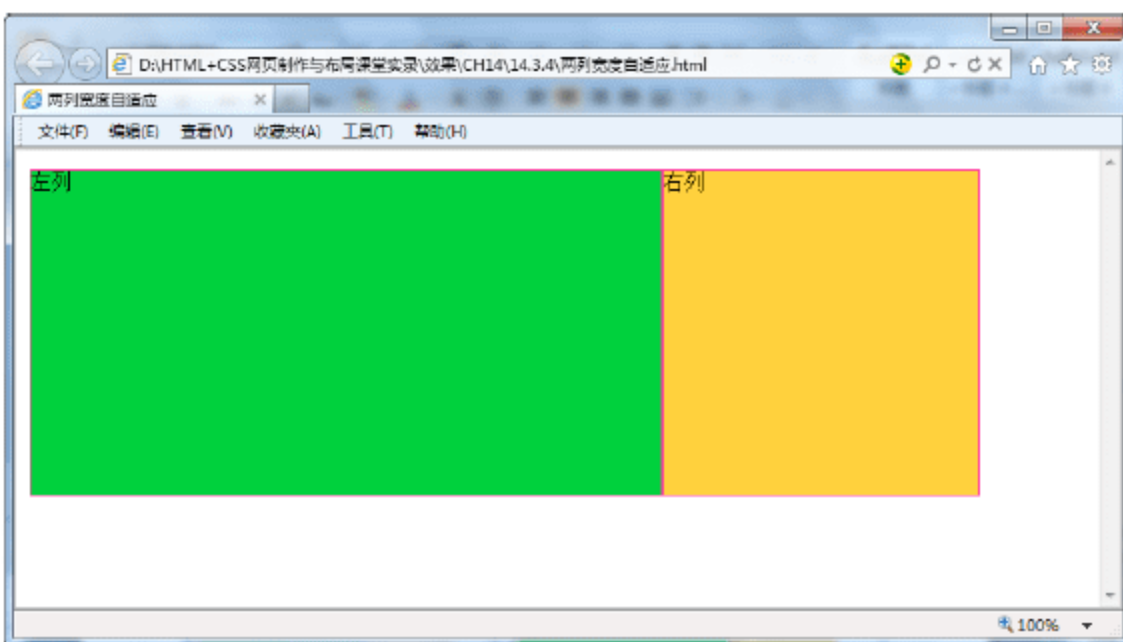 D:\HTML+CSS网页制作与布局课堂实录\效果\CH14\14.3.4\两列宽度自适应.html
两列宽度自适应
文件(F) 编辑(E) 查看(V) 收藏夹(A) 工具(T) 帮助(H)
左列 右列
100%